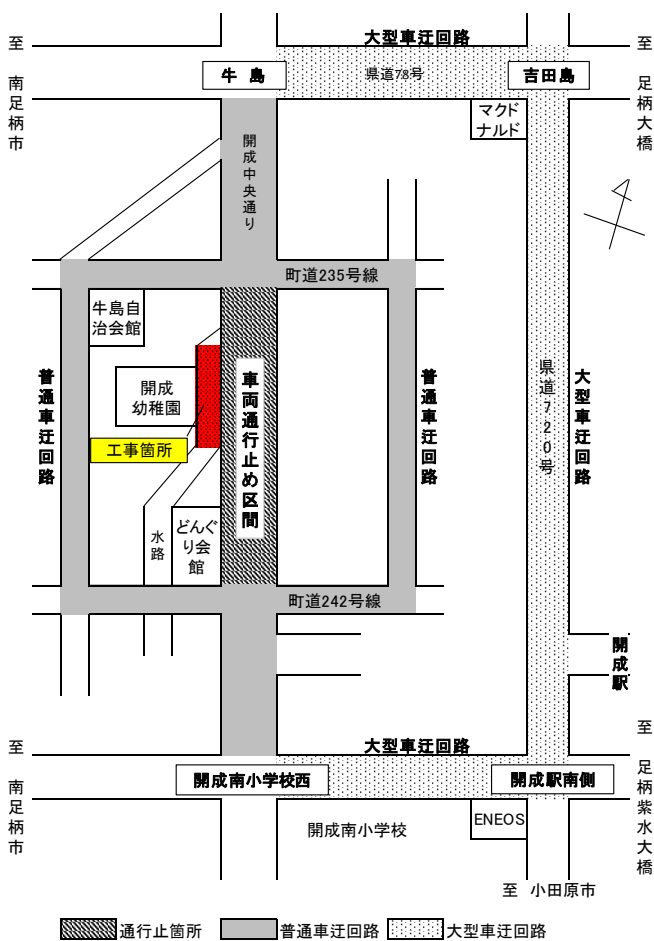 大型車迂回路
至 南足柄市
牛島
県道78号
吉田島
至 足柄大橋
マクド
ナルド
開成中央通り
町道235号線
牛島自
治会館
普通車迂回路
開成
幼稚園
車両通行止め区間
普通車迂回路
県道720号
大型車迂回路
工事箇所
水路
どんぐ
り会
館
町道242号線
開成駅
大型車迂回路
至 南足柄市
開成南小学校西
開成駅南側
至 足柄紫水大橋
開成南小学校
ENEOS
至 小田原市
通行止箇所
普通車迂回路
大型車迂回路